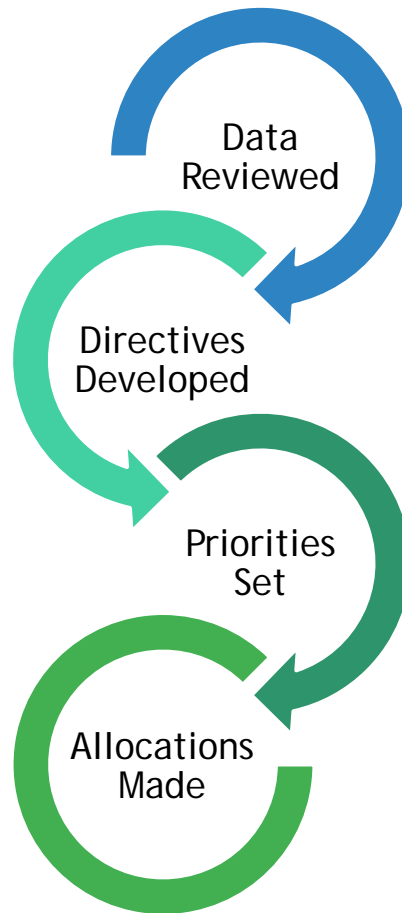 Data
Reviewed
Directives
Developed
Priorities
Set
Allocations
Made